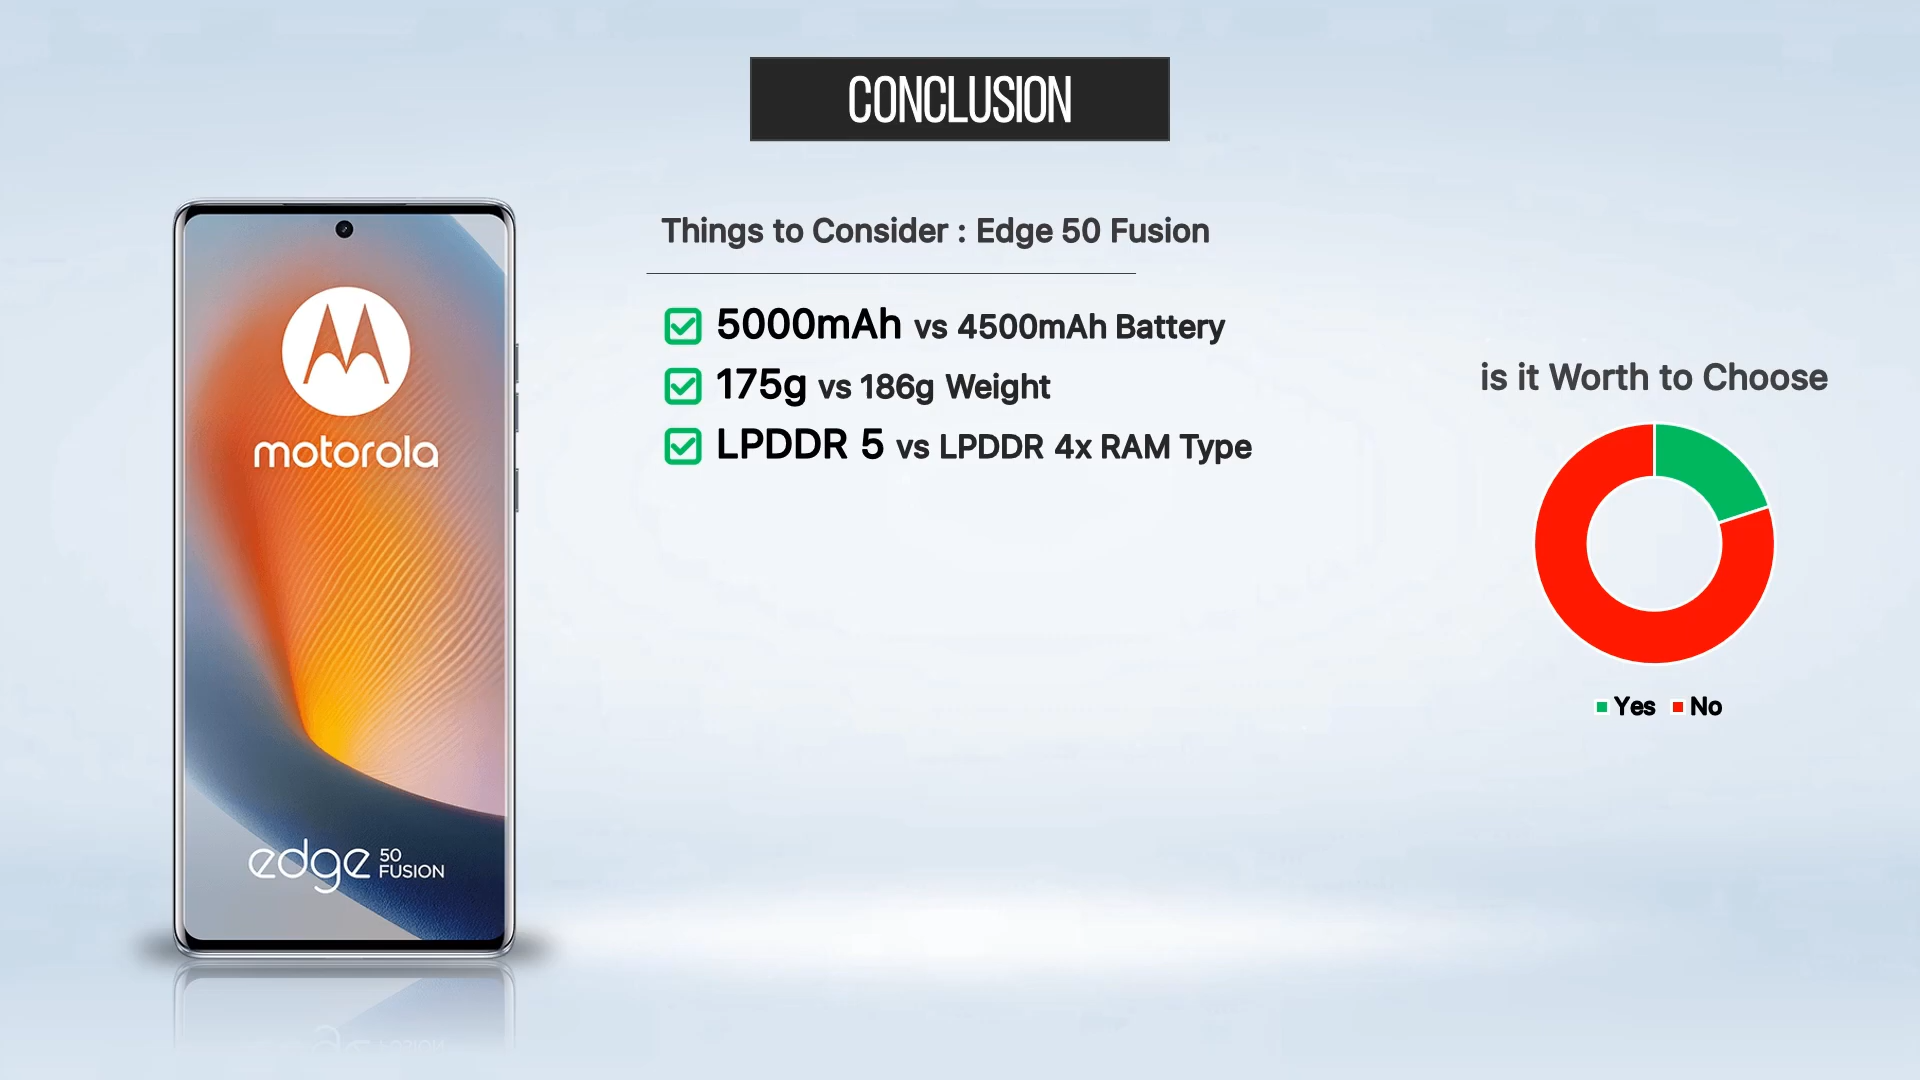 CONCLUSION
Things to Consider : Edge 50 Fusion
5000mAh vs 4500mAh Battery
175g vs 186g Weight
LPDDR 5 vs LPDDR 4x RAM Type
is it Worth to Choose
Yes No
motorola
edge 50 FUSION